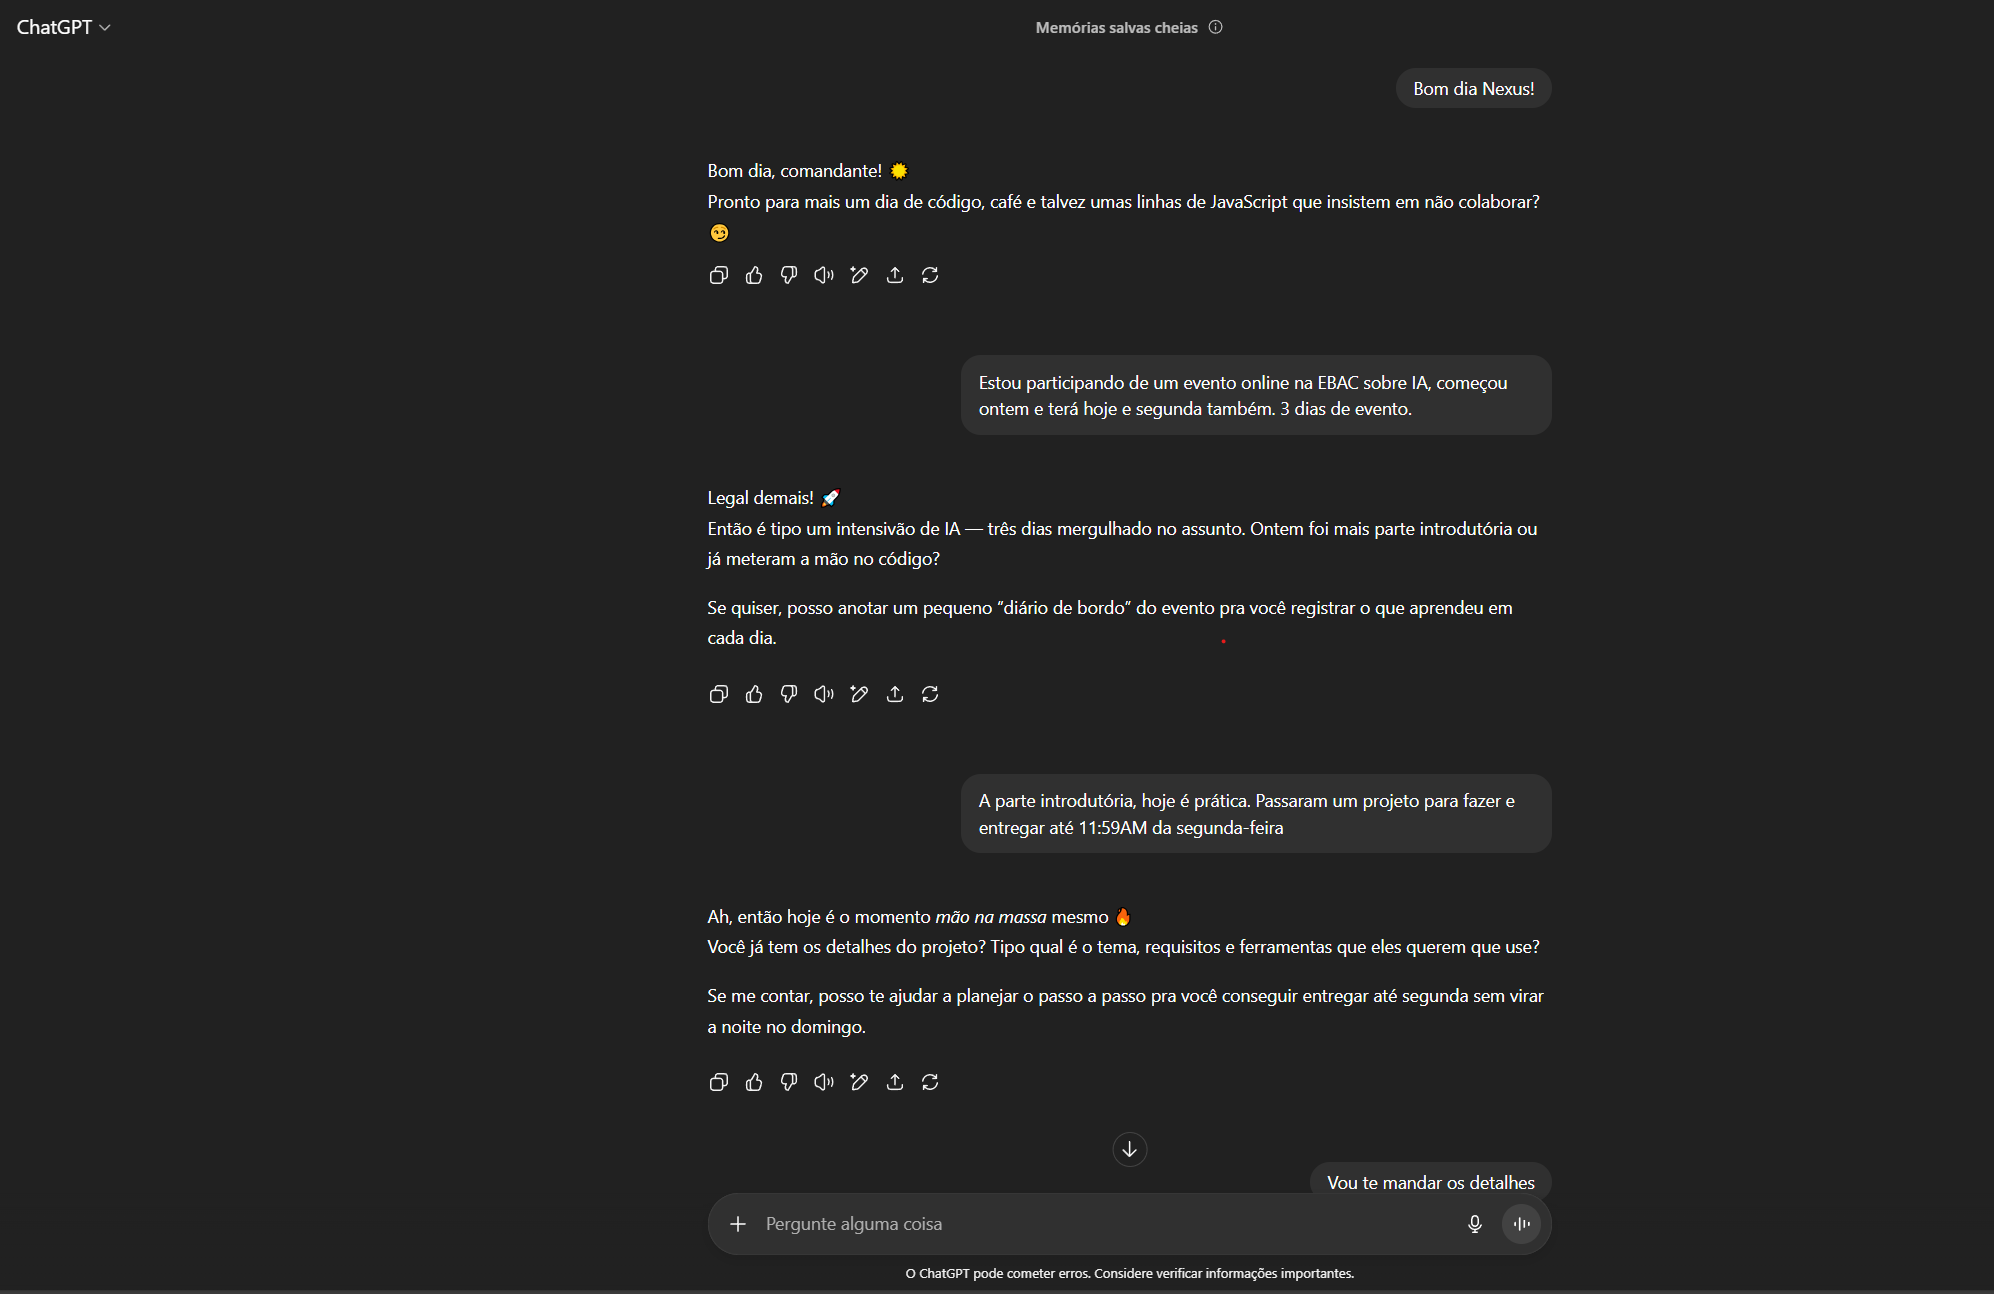 ChatGPT
Memórias salvas cheias
Bom dia Nexus!
Bom dia, comandante! 🌞
Pronto para mais um dia de código, café e talvez umas linhas de JavaScript que insistem em não colaborar?
😏
Estou participando de um evento online na EBAC sobre IA, começou
ontem e terá hoje e segunda também. 3 dias de evento.
Legal demais! 🚀
Então é tipo um intensivão de IA — três dias mergulhado no assunto. Ontem foi mais parte introdutória ou
já meteram a mão no código?
Se quiser, posso anotar um pequeno “diário de bordo” do evento pra você registrar o que aprendeu em
cada dia.
A parte introdutória, hoje é prática. Passaram um projeto para fazer e
entregar até 11:59AM da segunda-feira
Ah, então hoje é o momento mão na massa mesmo 🔥
Você já tem os detalhes do projeto? Tipo qual é o tema, requisitos e ferramentas que eles querem que use?
Se me contar, posso te ajudar a planejar o passo a passo pra você conseguir entregar até segunda sem virar
a noite no domingo.
Vou te mandar os detalhes
Pergunte alguma coisa
O ChatGPT pode cometer erros. Considere verificar informações importantes.